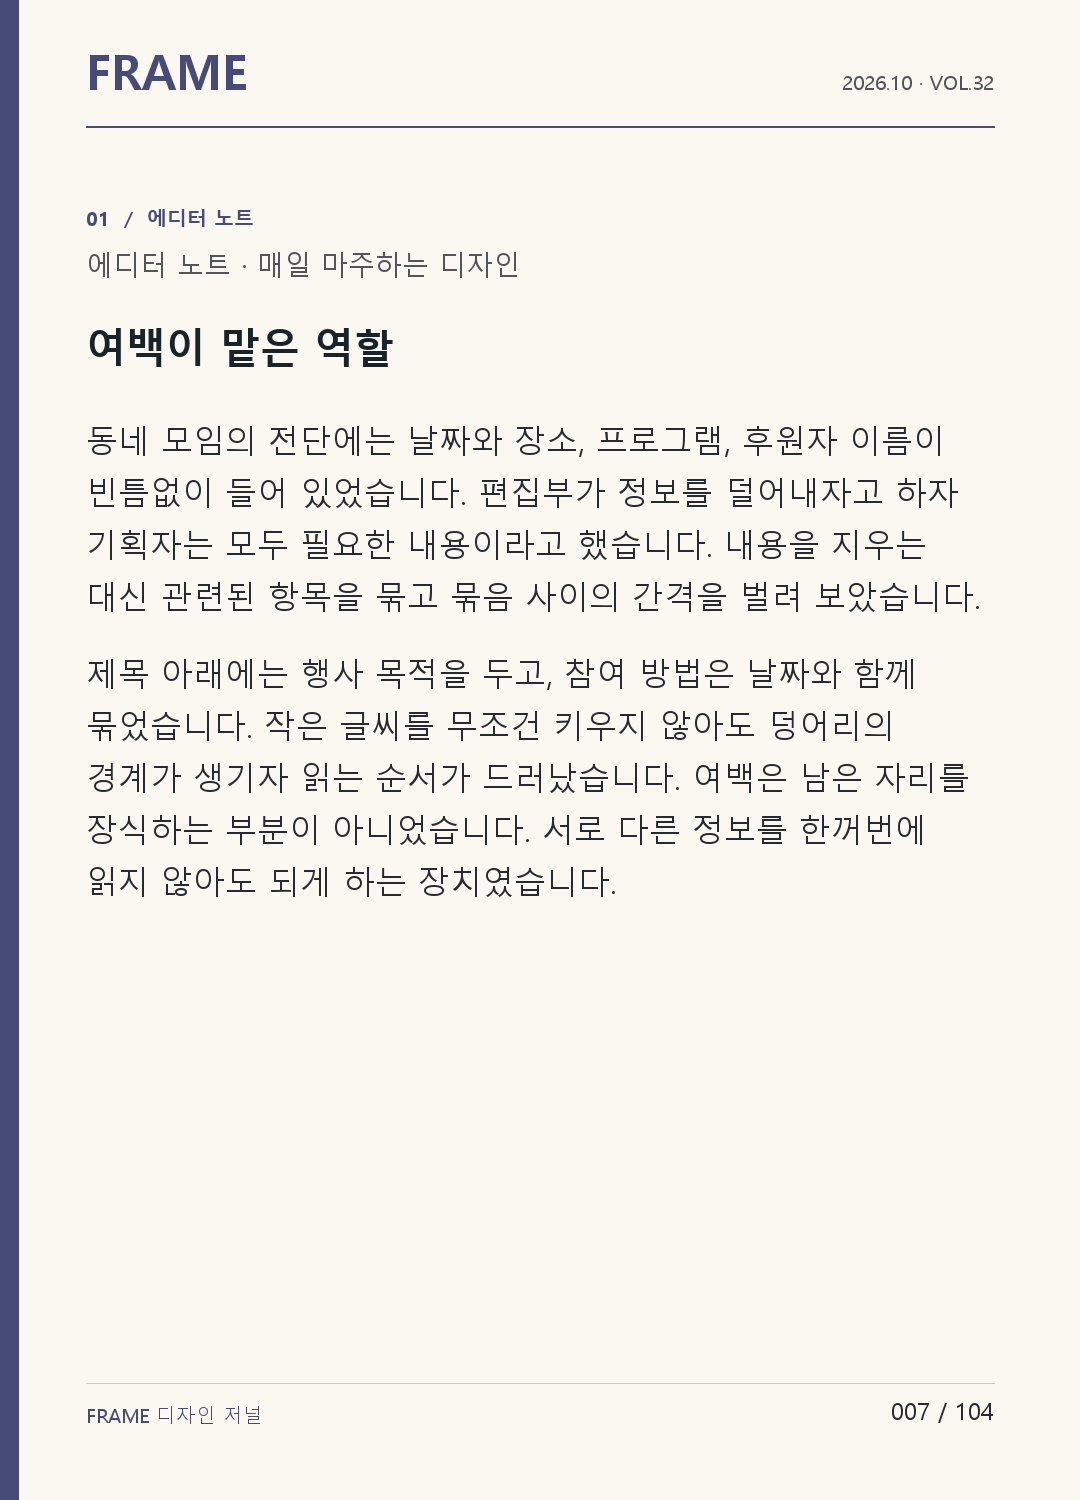 FRAME
2026.10 · VOL.32
01 / 에디터 노트
에디터 노트 · 매일 마주하는 디자인
여백이 맡은 역할
동네 모임의 전단에는 날짜와 장소, 프로그램, 후원자 이름이
빈틈없이 들어 있었습니다. 편집부가 정보를 덜어내자고 하자
기획자는 모두 필요한 내용이라고 했습니다. 내용을 지우는
대신 관련된 항목을 묶고 묶음 사이의 간격을 벌려 보았습니다.
제목 아래에는 행사 목적을 두고, 참여 방법은 날짜와 함께
묶었습니다. 작은 글씨를 무조건 키우지 않아도 덩어리의
경계가 생기자 읽는 순서가 드러났습니다. 여백은 남은 자리를
장식하는 부분이 아니었습니다. 서로 다른 정보를 한꺼번에
읽지 않아도 되게 하는 장치였습니다.
FRAME 디자인 저널
007 / 104